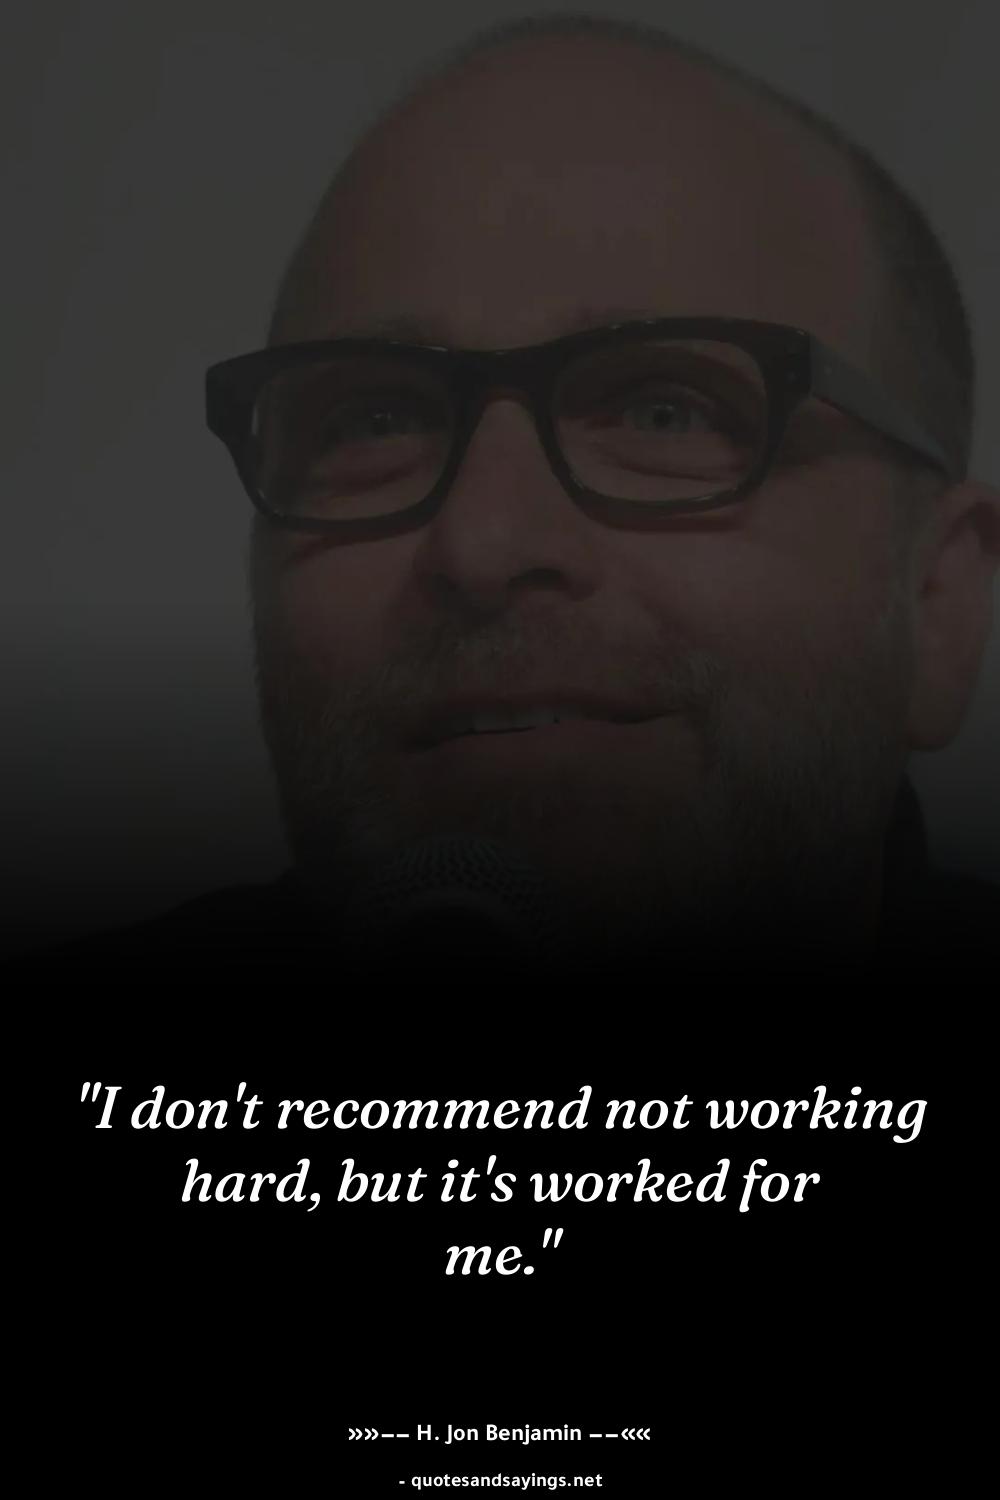 "I don't recommend not working
hard, but it's worked for
me."
»»–– H. Jon Benjamin ––««
- quotesandsayings.net